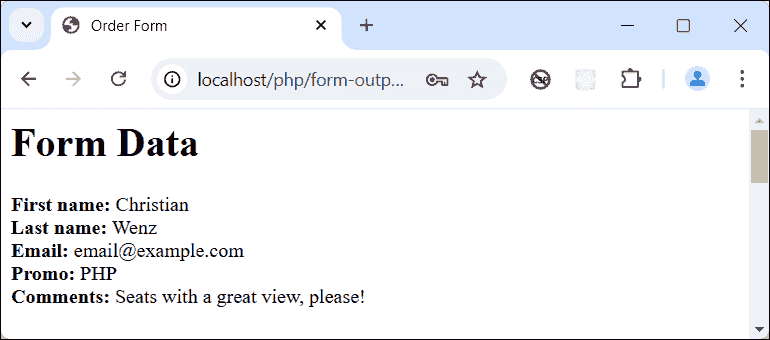 Order Form
localhost/php/form-outp...
Form Data
First name: Christian
Last name: Wenz
Email: email@example.com
Promo: PHP
Comments: Seats with a great view, please!